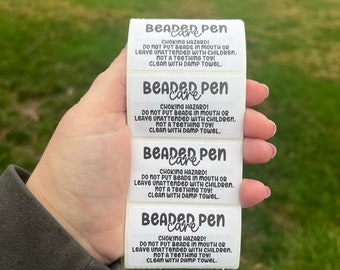 BEADED PEN
care
CHOKING HAZARD!
DO NOT PUT BEADS IN MOUTH OR
LEAVE UNATTENDED WITH CHILDREN.
NOT A TEETHING TOY!
CLEAN WITH DAMP TOWEL.
BEADED PEN
care
CHOKING HAZARD!
DO NOT PUT BEADS IN MOUTH OR
LEAVE UNATTENDED WITH CHILDREN.
NOT A TEETHING TOY!
CLEAN WITH DAMP TOWEL.
BEADED PEN
care
CHOKING HAZARD!
DO NOT PUT BEADS IN MOUTH OR
LEAVE UNATTENDED WITH CHILDREN.
NOT A TEETHING TOY!
CLEAN WITH DAMP TOWEL.
BEADED PEN
care
CHOKING HAZARD!
DO NOT PUT BEADS IN MOUTH OR
LEAVE UNATTENDED WITH CHILDREN.
NOT A TEETHING TOY!
CLEAN WITH DAMP TOWEL.